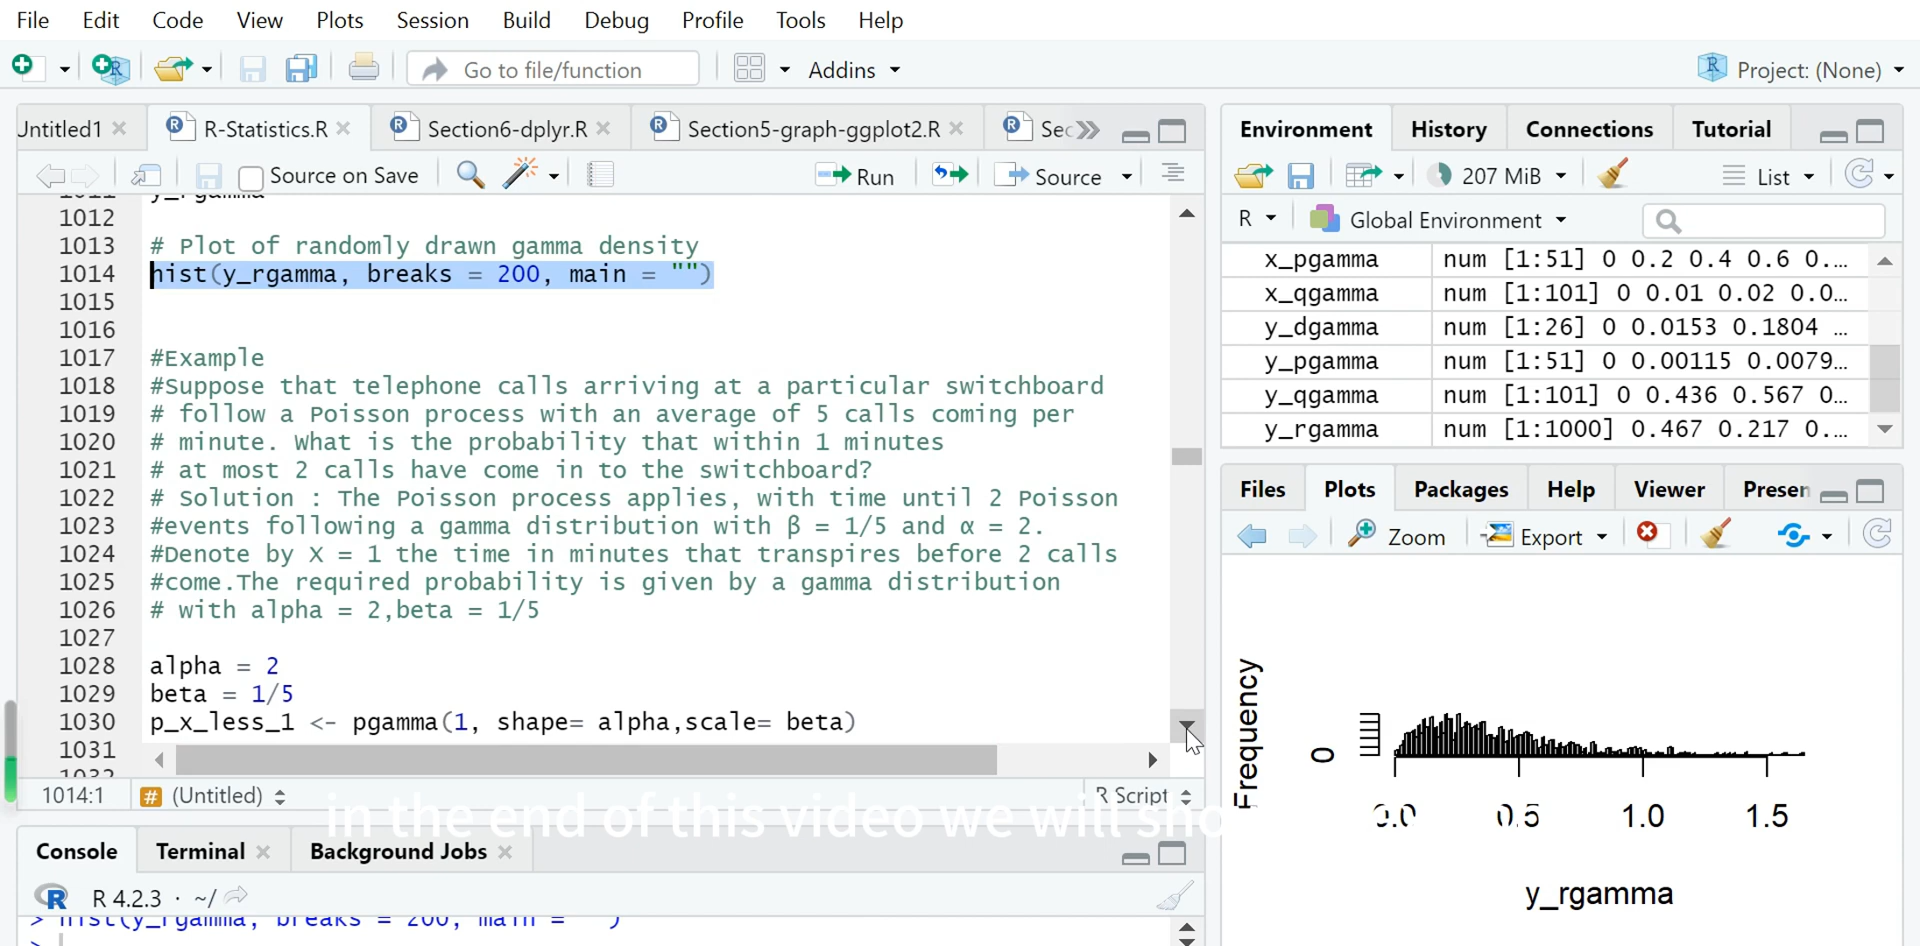 File Edit Code View Plots Session Build Debug Profile Tools Help
Go to file/function Addins Project: (None)
Untitled1 R-Statistics.R Section6-dplyr.R Section5-graph-ggplot2.R Sec
Source on Save Run Source
1012
1013 # Plot of randomly drawn gamma density
1014 hist(y_rgamma, breaks = 200, main = "")
1015
1016
1017 #Example
1018 #Suppose that telephone calls arriving at a particular switchboard
1019 # follow a Poisson process with an average of 5 calls coming per
1020 # minute. What is the probability that within 1 minutes
1021 # at most 2 calls have come in to the switchboard?
1022 # Solution : The Poisson process applies, with time until 2 Poisson
1023 #events following a gamma distribution with β = 1/5 and α = 2.
1024 #Denote by X = 1 the time in minutes that transpires before 2 calls
1025 #come.The required probability is given by a gamma distribution
1026 # with alpha = 2,beta = 1/5
1027
1028 alpha = 2
1029 beta = 1/5
1030 p_x_less_1 <- pgamma(1, shape= alpha,scale= beta)
1031
1014:1 # (Untitled) R Script
in the end of this video we will sho
Console Terminal Background Jobs
R 4.2.3 · ~/
> hist(y_rgamma, breaks = 200, main = "")
>
Environment History Connections Tutorial
207 MiB List
R Global Environment
x_pgamma num [1:51] 0 0.2 0.4 0.6 0.…
x_qgamma num [1:101] 0 0.01 0.02 0.0…
y_dgamma num [1:26] 0 0.0153 0.1804 …
y_pgamma num [1:51] 0 0.00115 0.0079…
y_qgamma num [1:101] 0 0.436 0.567 0…
y_rgamma num [1:1000] 0.467 0.217 0.…
Files Plots Packages Help Viewer Presen
Zoom Export
Frequency
0
0.0 0.5 1.0 1.5
y_rgamma